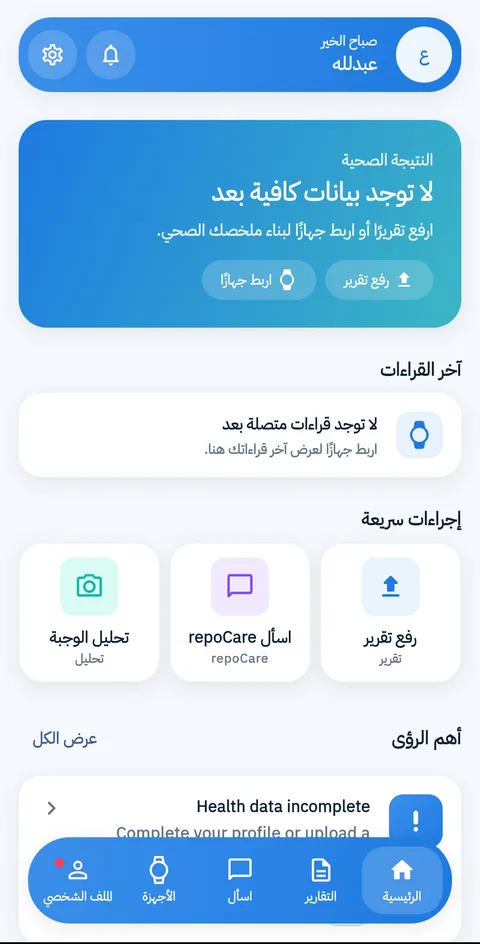 صباح الخير
عبدلله
ع
النتيجة الصحية
لا توجد بيانات كافية بعد
ارفع تقريرًا أو اربط جهازًا لبناء ملخصك الصحي.
رفع تقرير
اربط جهازًا
آخر القراءات
لا توجد قراءات متصلة بعد
اربط جهازًا لعرض آخر قراءاتك هنا.
إجراءات سريعة
رفع تقرير
تقرير
اسأل repoCare
repoCare
تحليل الوجبة
تحليل
أهم الرؤى
عرض الكل
Health data incomplete
Complete your profile or upload a
الرئيسية
التقارير
اسأل
الأجهزة
الملف الشخصي